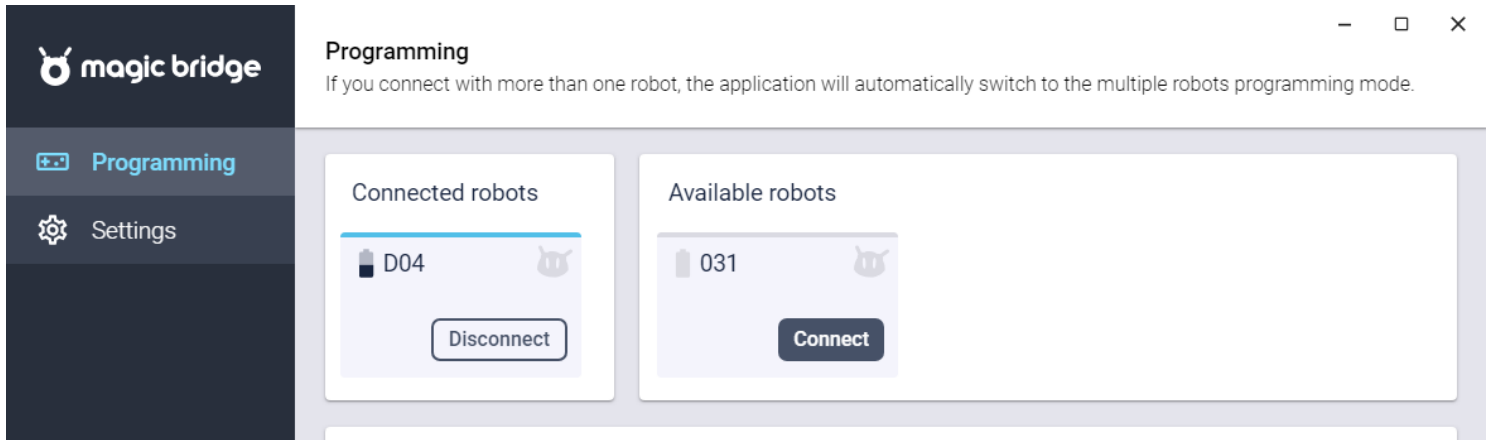 magic bridge
Programming
If you connect with more than one robot, the application will automatically switch to the multiple robots programming mode.
Programming
Settings
Connected robots
D04
Disconnect
Available robots
031
Connect